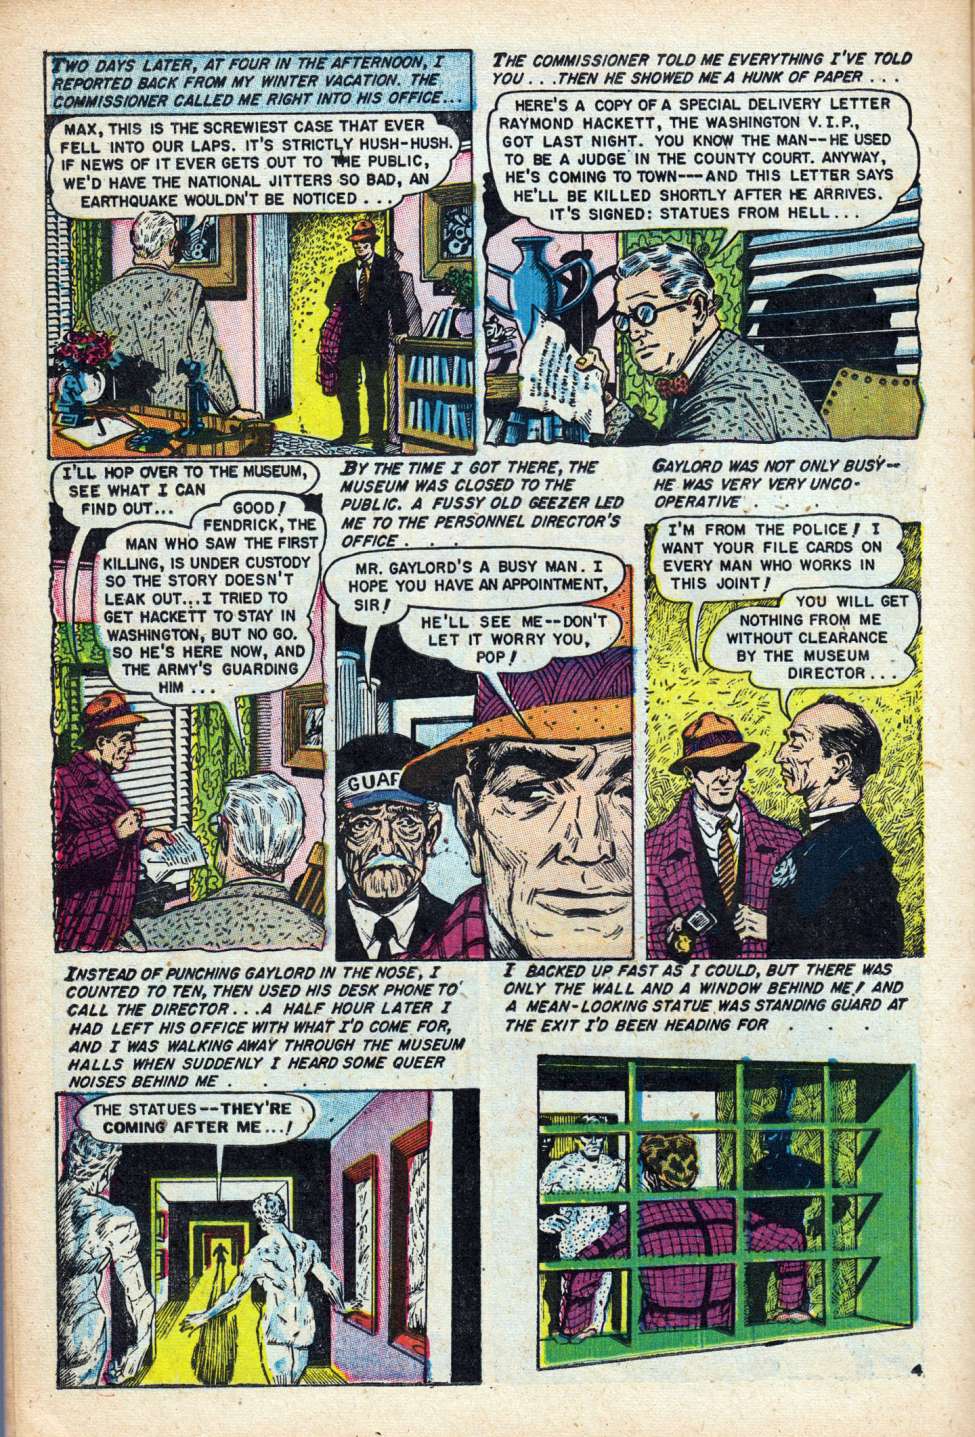 TWO DAYS LATER, AT FOUR IN THE AFTERNOON, I
REPORTED BACK FROM MY WINTER VACATION. THE
COMMISSIONER CALLED ME RIGHT INTO HIS OFFICE...
MAX, THIS IS THE SCREWIEST CASE THAT EVER
FELL INTO OUR LAPS. IT'S STRICTLY HUSH-HUSH.
IF NEWS OF IT EVER GETS OUT TO THE PUBLIC,
WE'D HAVE THE NATIONAL JITTERS SO BAD, AN
EARTHQUAKE WOULDN'T BE NOTICED...
THE COMMISSIONER TOLD ME EVERYTHING I'VE TOLD
YOU...THEN HE SHOWED ME A HUNK OF PAPER...
HERE'S A COPY OF A SPECIAL DELIVERY LETTER
RAYMOND HACKETT, THE WASHINGTON V.I.P.,
GOT LAST NIGHT. YOU KNOW THE MAN--HE USED
TO BE A JUDGE IN THE COUNTY COURT. ANYWAY,
HE'S COMING TO TOWN---AND THIS LETTER SAYS
HE'LL BE KILLED SHORTLY AFTER HE ARRIVES.
IT'S SIGNED: STATUES FROM HELL...
I'LL HOP OVER TO THE MUSEUM,
SEE WHAT I CAN
FIND OUT...
GOOD!
FENDRICK, THE
MAN WHO SAW THE FIRST
KILLING, IS UNDER CUSTODY
SO THE STORY DOESN'T
LEAK OUT...I TRIED TO
GET HACKETT TO STAY IN
WASHINGTON, BUT NO GO.
SO HE'S HERE NOW, AND
THE ARMY'S GUARDING
HIM...
BY THE TIME I GOT THERE, THE
MUSEUM WAS CLOSED TO THE
PUBLIC. A FUSSY OLD GEEZER LED
ME TO THE PERSONNEL DIRECTOR'S
OFFICE . . .
MR. GAYLORD'S A BUSY MAN. I
HOPE YOU HAVE AN APPOINTMENT,
SIR!
HE'LL SEE ME--DON'T
LET IT WORRY YOU,
POP!
GUAR
GAYLORD WAS NOT ONLY BUSY--
HE WAS VERY VERY UNCO-
OPERATIVE . . . .
I'M FROM THE POLICE! I
WANT YOUR FILE CARDS ON
EVERY MAN WHO WORKS IN
THIS JOINT!
YOU WILL GET
NOTHING FROM ME
WITHOUT CLEARANCE
BY THE MUSEUM
DIRECTOR...
INSTEAD OF PUNCHING GAYLORD IN THE NOSE, I
COUNTED TO TEN, THEN USED HIS DESK PHONE TO
CALL THE DIRECTOR...A HALF HOUR LATER I
HAD LEFT HIS OFFICE WITH WHAT I'D COME FOR,
AND I WAS WALKING AWAY THROUGH THE MUSEUM
HALLS WHEN SUDDENLY I HEARD SOME QUEER
NOISES BEHIND ME . . . .
THE STATUES--THEY'RE
COMING AFTER ME...!
I BACKED UP FAST AS I COULD, BUT THERE WAS
ONLY THE WALL AND A WINDOW BEHIND ME! AND
A MEAN-LOOKING STATUE WAS STANDING GUARD AT
THE EXIT I'D BEEN HEADING FOR . . . .
4